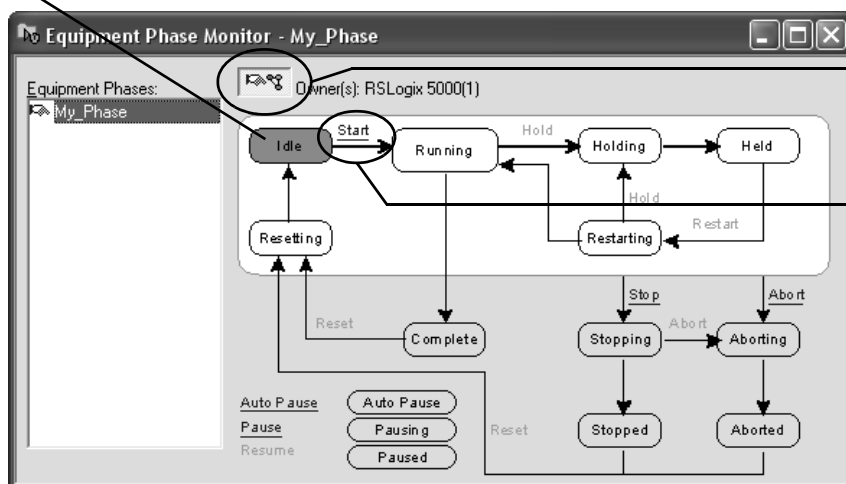 Equipment Phase Monitor - My_Phase
Equipment Phases:
Owner(s): RSLogix 5000(1)
My_Phase
Idle
Start
Running
Hold
Holding
Held
Hold
Resetting
Restarting
Restart
Stop
Abort
Reset
Complete
Stopping
Abort
Aborting
Auto Pause
Auto Pause
Pause
Pausing
Reset
Stopped
Aborted
Resume
Paused